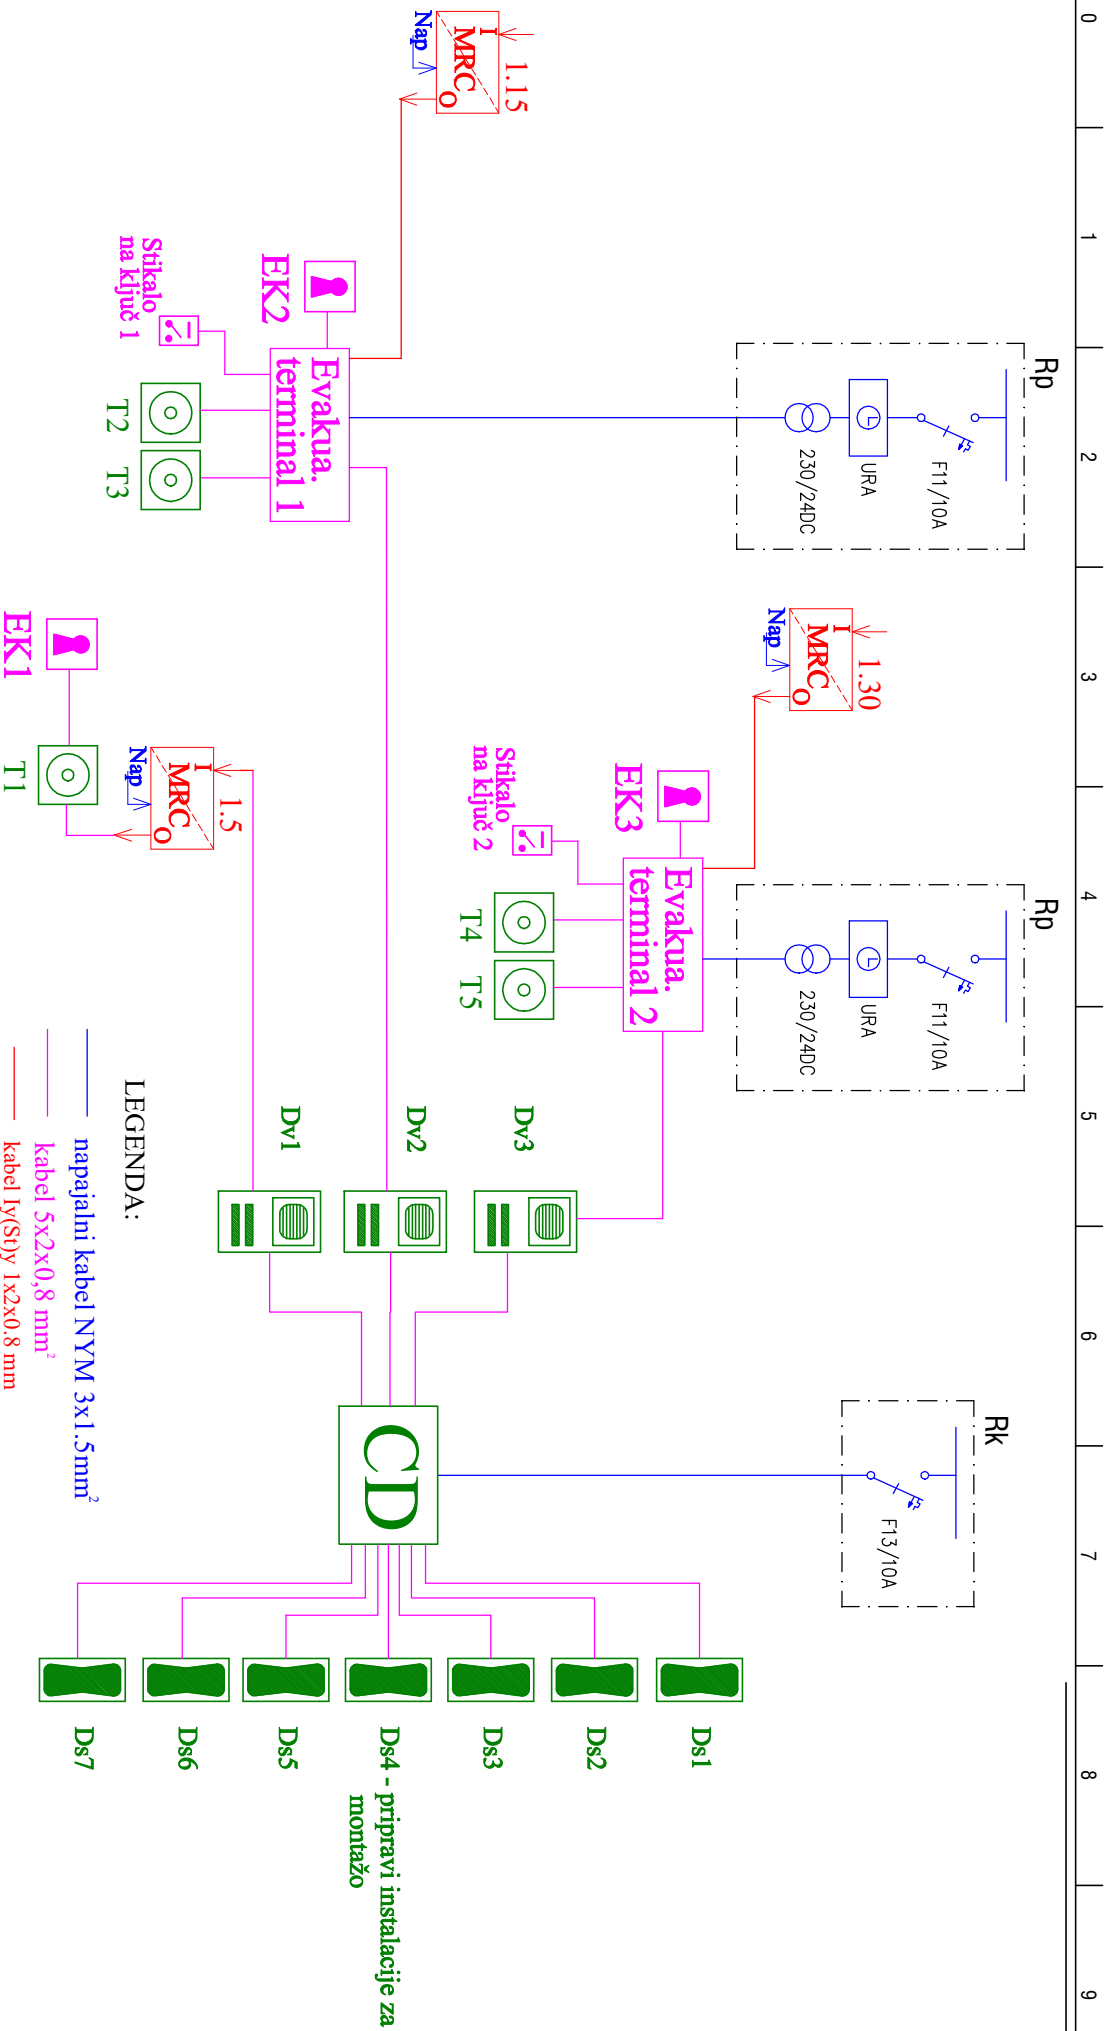 0
1
2
3
4
5
6
7
8
9
Rp
F11/10A
URA
230/24DC
Rp
F11/10A
URA
230/24DC
Rk
F13/10A
1.15
I
MRC
O
Nap
1.30
I
MRC
O
Nap
EK2
Evakua.
terminal 1
Stikalo
na ključ 1
T2
T3
EK3
Evakua.
terminal 2
Stikalo
na ključ 2
T4
T5
1.5
I
MRC
O
Nap
EK1
T1
Dv3
Dv2
Dv1
CD
Ds1
Ds2
Ds3
Ds4 - pripravi instalacije za
montažo
Ds5
Ds6
Ds7
LEGENDA:
napajalni kabel NYM 3x1.5mm²
kabel 5x2x0,8 mm²
kabel Iy(St)y 1x2x0.8 mm